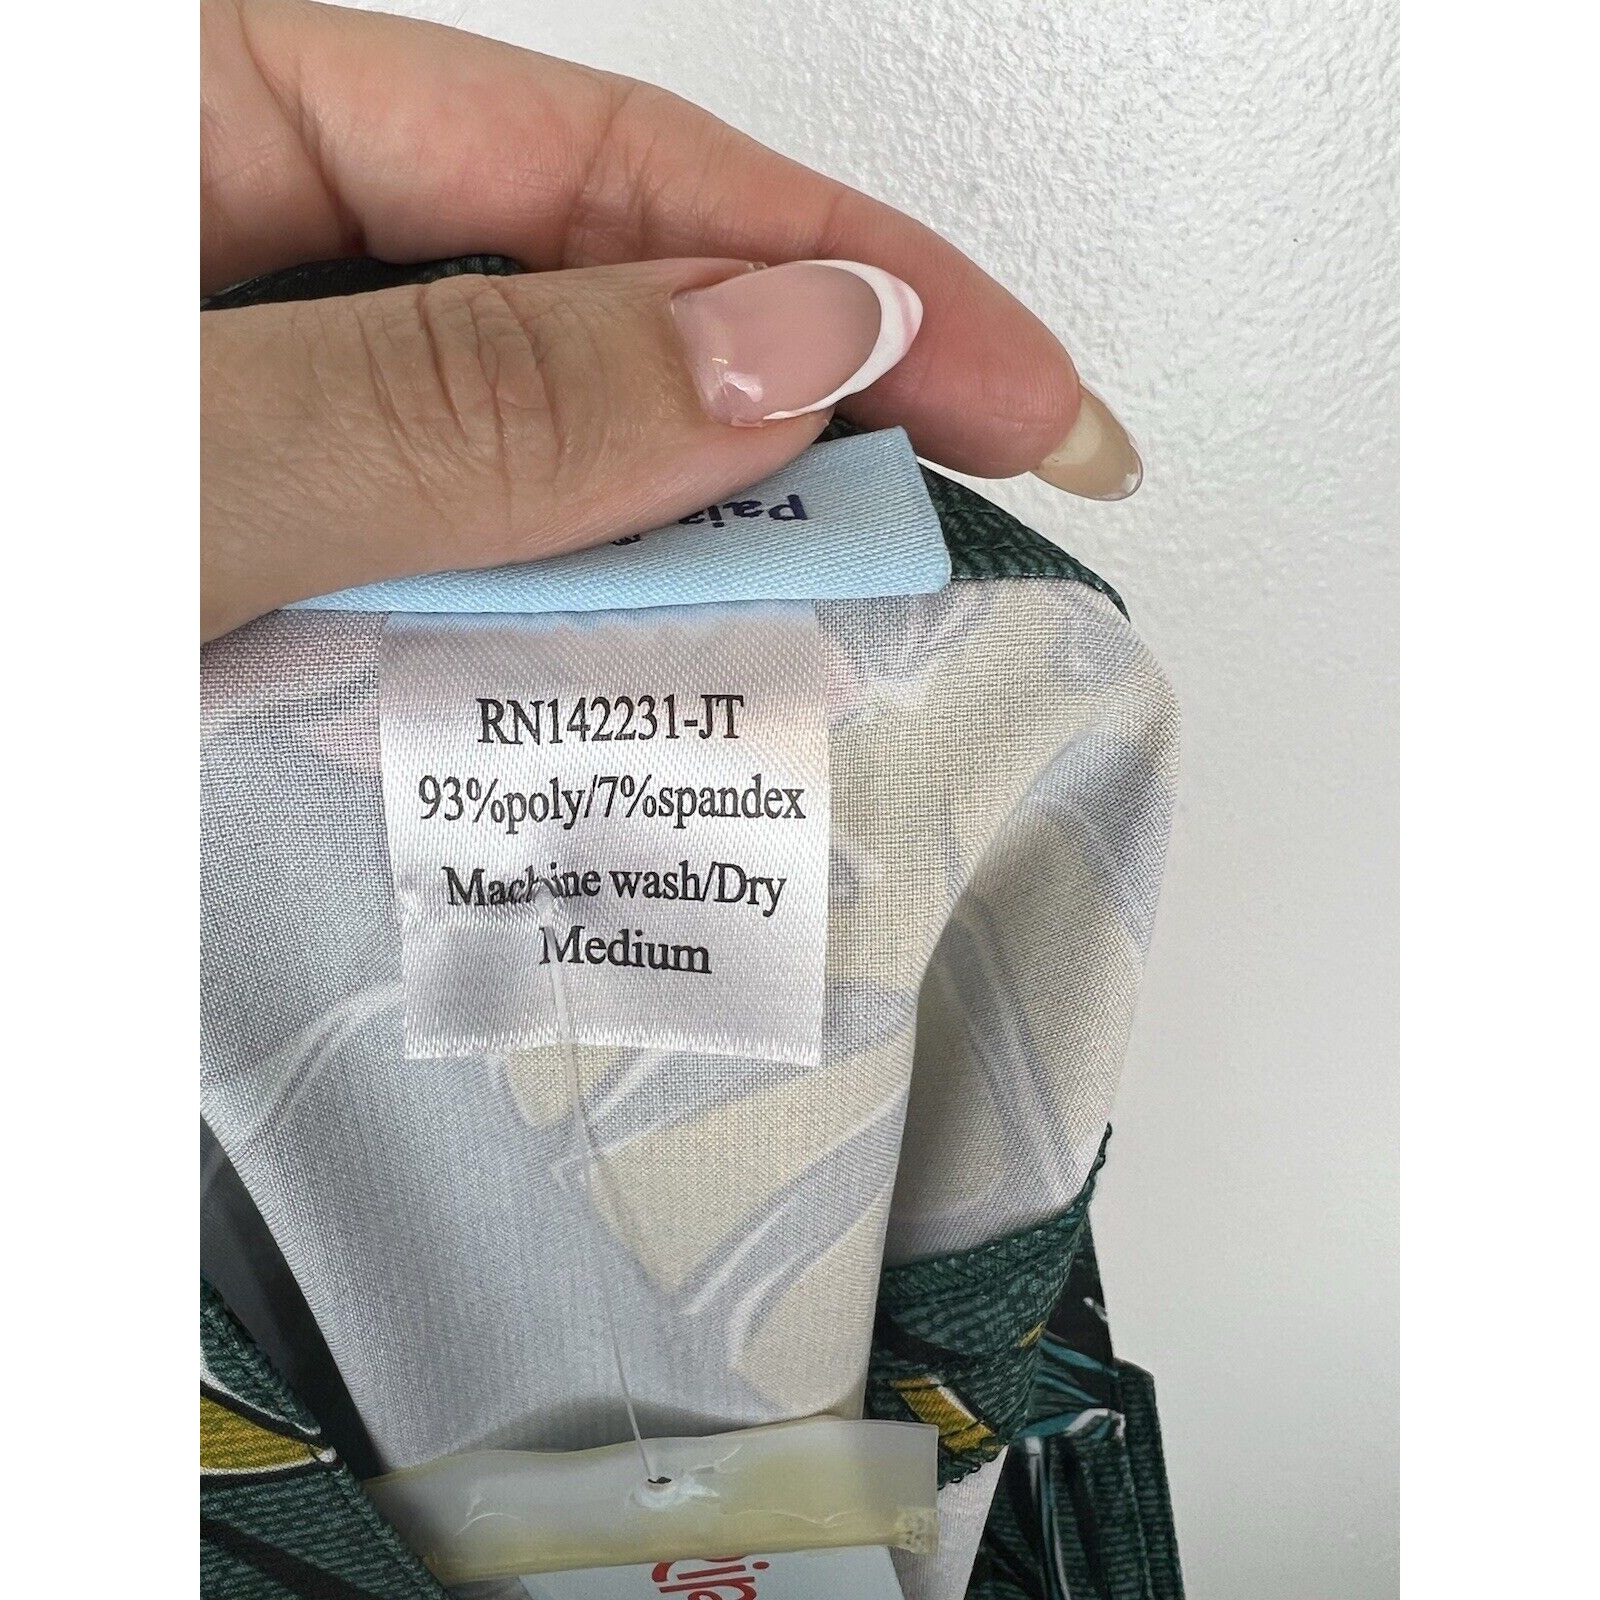 RN142231-JT
93%poly/7%spandex
Machine wash/Dry
Medium